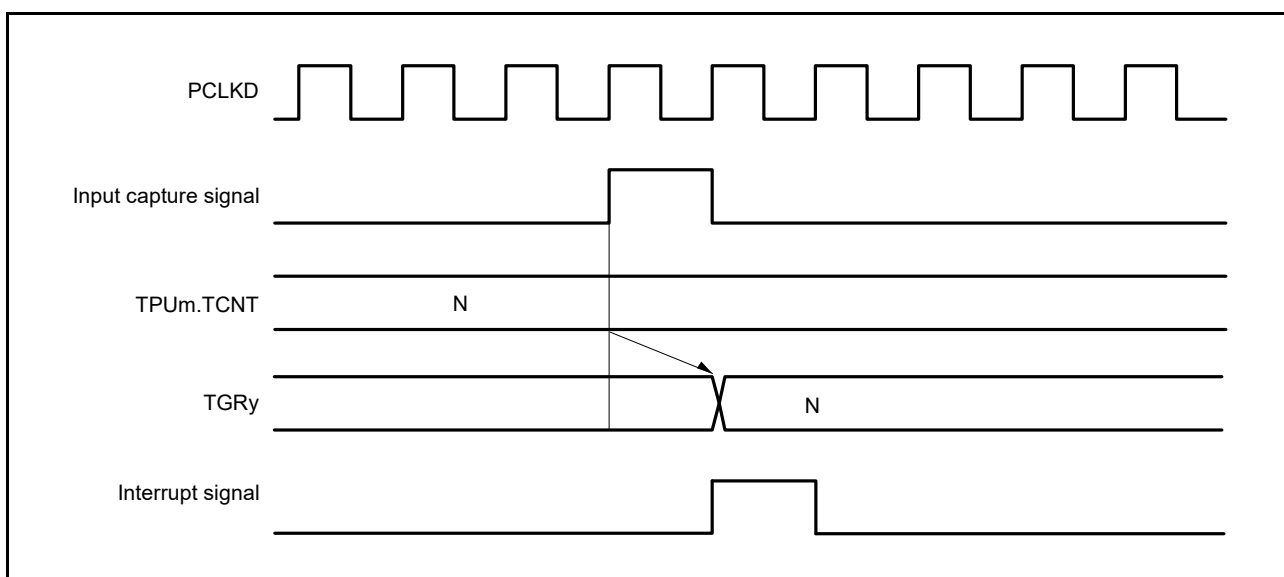 PCLKD
Input capture signal
TPUm.TCNT
N
TGRy
N
Interrupt signal